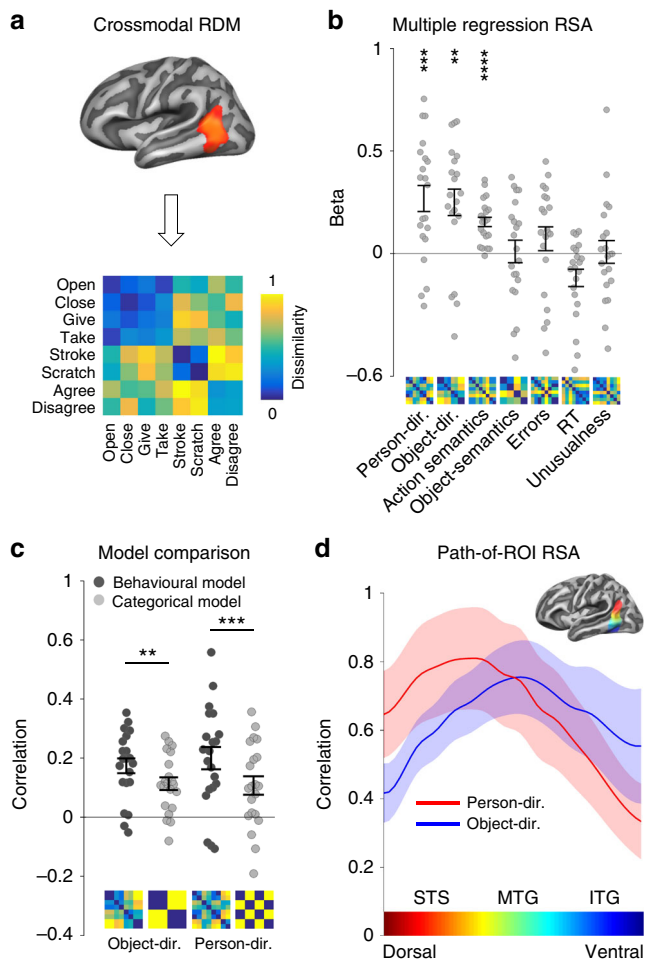 a
Crossmodal RDM
Open
Close
Give
Take
Stroke
Scratch
Agree
Disagree
Open
Close
Give
Take
Stroke
Scratch
Agree
Disagree
1
0
Dissimilarity
b
Multiple regression RSA
***
**
****
1
0.5
0
–0.6
Beta
Person-dir.
Object-dir.
Action semantics
Object-semantics
Errors
RT
Unusualness
c
Model comparison
Behavioural model
Categorical model
**
***
1
0.8
0.6
0.4
0.2
0
–0.2
–0.4
Correlation
Object-dir.
Person-dir.
d
Path-of-ROI RSA
1
0.8
0.6
0.4
0.2
0
Correlation
Person-dir.
Object-dir.
STS
MTG
ITG
Dorsal
Ventral